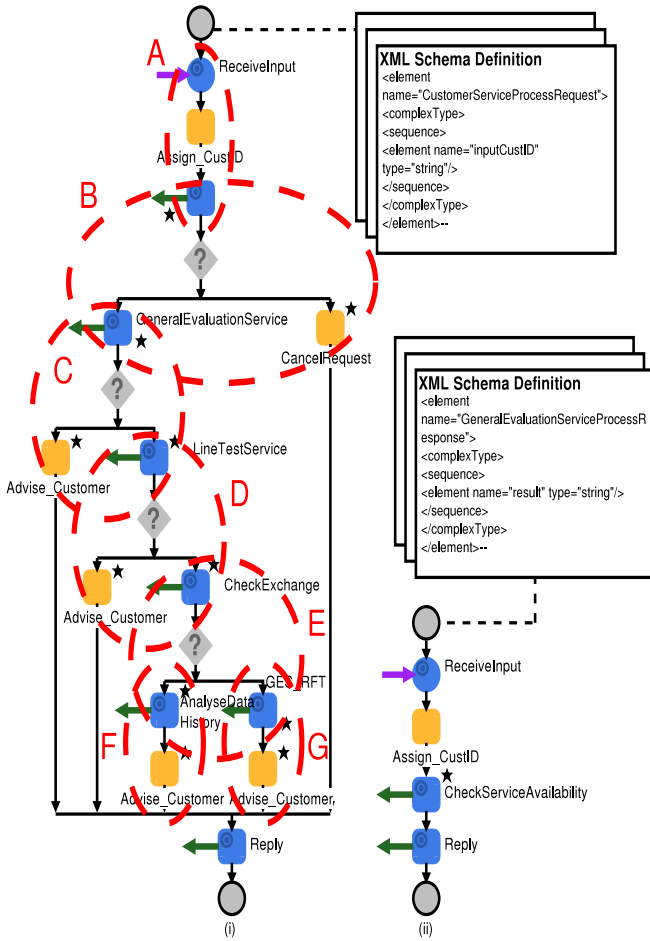 A
ReceiveInput
XML Schema Definition
<element
name="CustomerServiceProcessRequest">
<complexType>
<sequence>
<element name="inputCustID"
type="string"/>
</sequence>
</complexType>
</element>--
Assign_CustID
B
?
GeneralEvaluationService
CancelRequest
C
?
XML Schema Definition
<element
name="GeneralEvaluationServiceProcessR
esponse">
<complexType>
<sequence>
<element name="result" type="string"/>
</sequence>
</complexType>
</element>--
LineTestService
Advise_Customer
D
?
CheckExchange
Advise_Customer
E
?
GES_RFT
AnalyseData
History
F
G
Advise_Customer
Advise_Customer
Reply
(i)
ReceiveInput
Assign_CustID
CheckServiceAvailability
Reply
(ii)